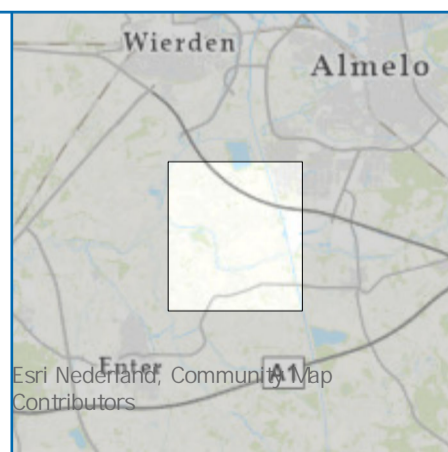 Wierden
Almelo
Enter
A1
Esri Nederland, Community Map
Contributors